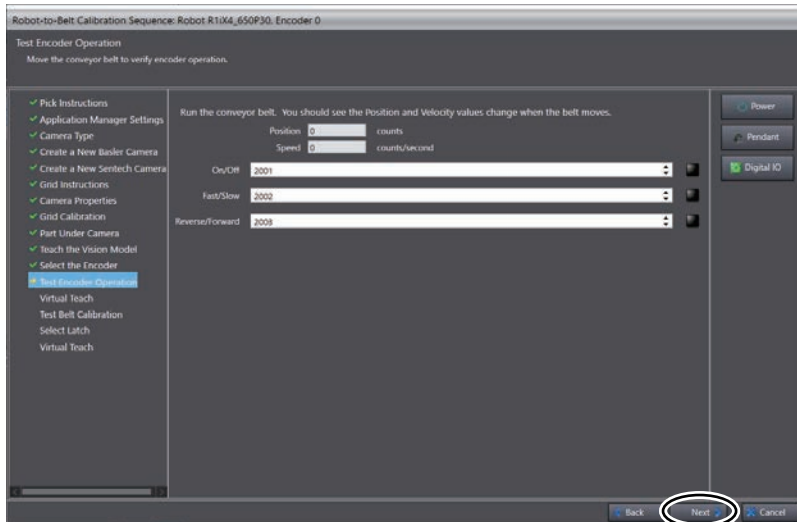 Robot-to-Belt Calibration Sequence: Robot R1iX4_650P30, Encoder 0
Test Encoder Operation
Move the conveyor belt to verify encoder operation.
Pick Instructions
Application Manager Settings
Camera Type
Create a New Basler Camera
Create a New Sentech Camera
Grid Instructions
Camera Properties
Grid Calibration
Part Under Camera
Teach the Vision Model
Select the Encoder
Test Encoder Operation
Virtual Teach
Test Belt Calibration
Select Latch
Virtual Teach
Run the conveyor belt. You should see the Position and Velocity values change when the belt moves.
Position 0 counts
Speed 0 counts/second
On/Off 2001
Fast/Slow 2002
Reverse/Forward 2003
Power
Pendant
Digital IO
Back Next Cancel